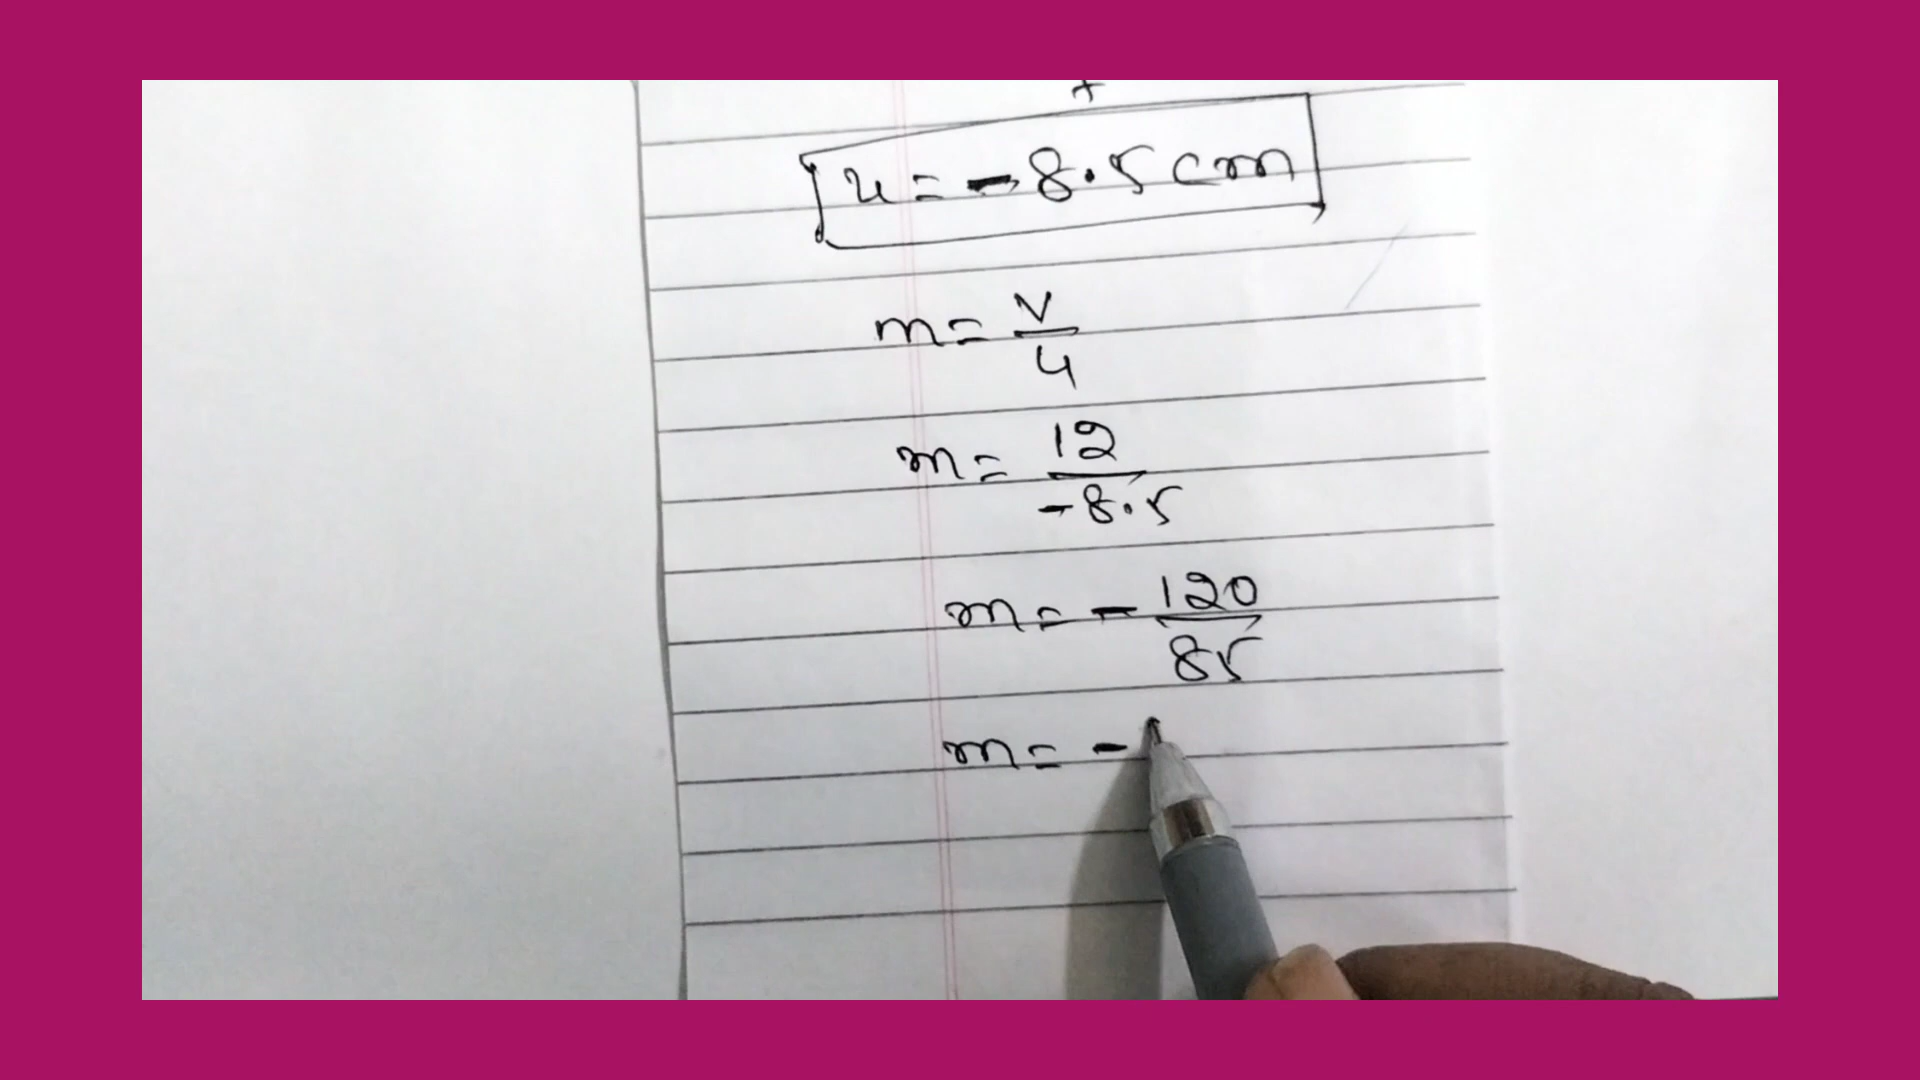 u = -8.5 cm
m = v/u
m = 12/-8.5
m = - 120/85
m = -